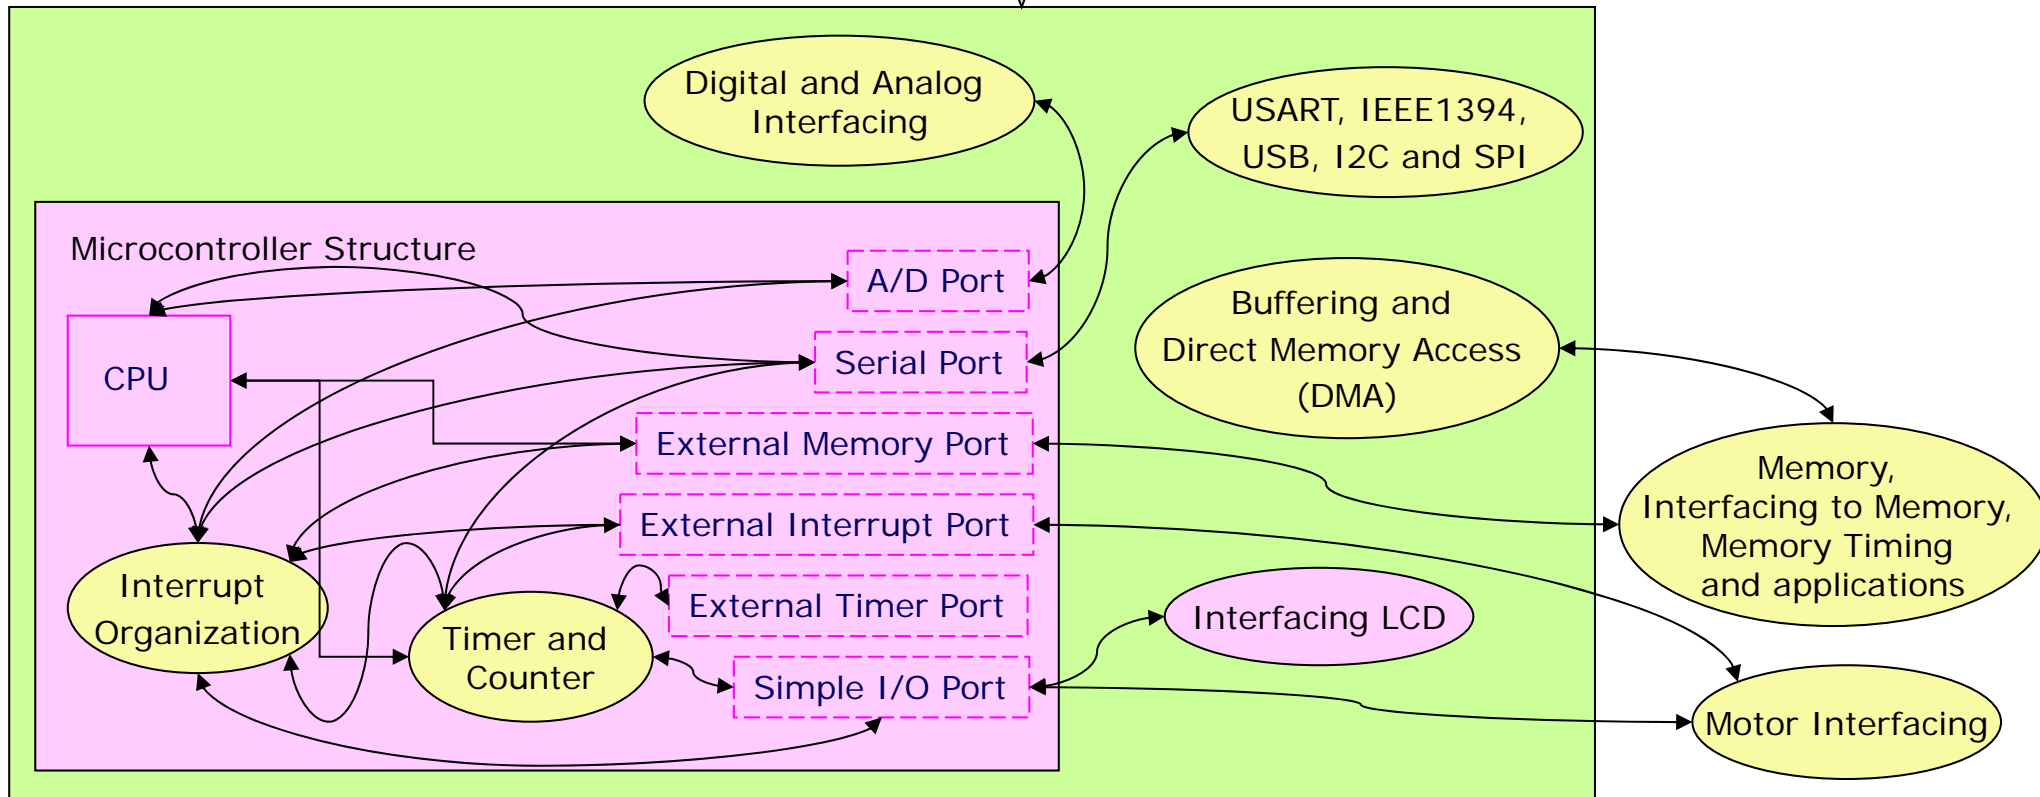 Digital and Analog
Interfacing
USART, IEEE1394,
USB, I2C and SPI
Microcontroller Structure
A/D Port
Buffering and
Direct Memory Access
(DMA)
Serial Port
CPU
External Memory Port
Memory,
Interfacing to Memory,
Memory Timing
and applications
External Interrupt Port
Interrupt
Organization
External Timer Port
Interfacing LCD
Timer and
Counter
Simple I/O Port
Motor Interfacing